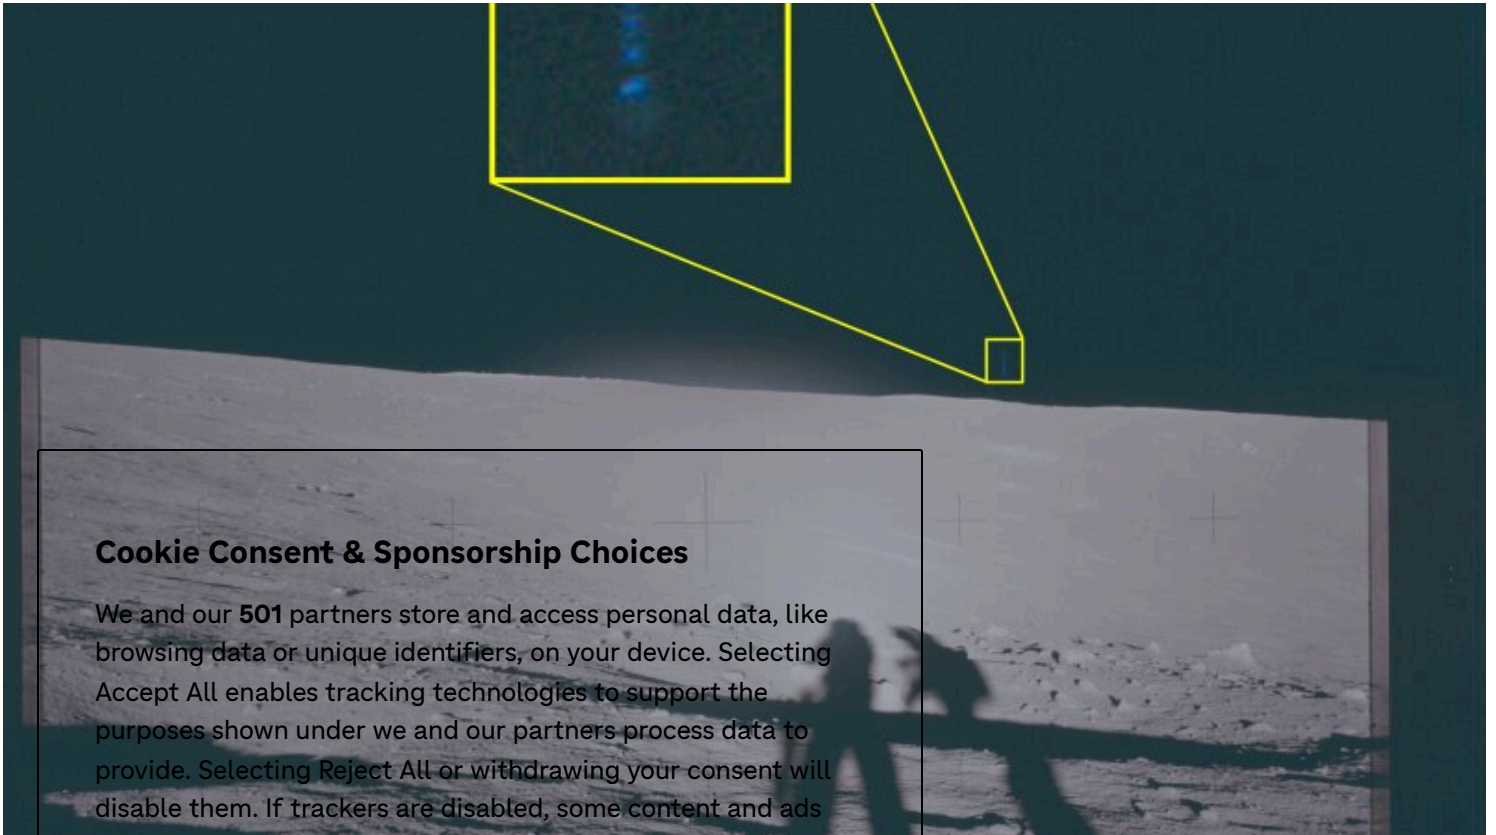 Cookie Consent & Sponsorship Choices
We and our 501 partners store and access personal data, like
browsing data or unique identifiers, on your device. Selecting
Accept All enables tracking technologies to support the
purposes shown under we and our partners process data to
provide. Selecting Reject All or withdrawing your consent will
disable them. If trackers are disabled, some content and ads